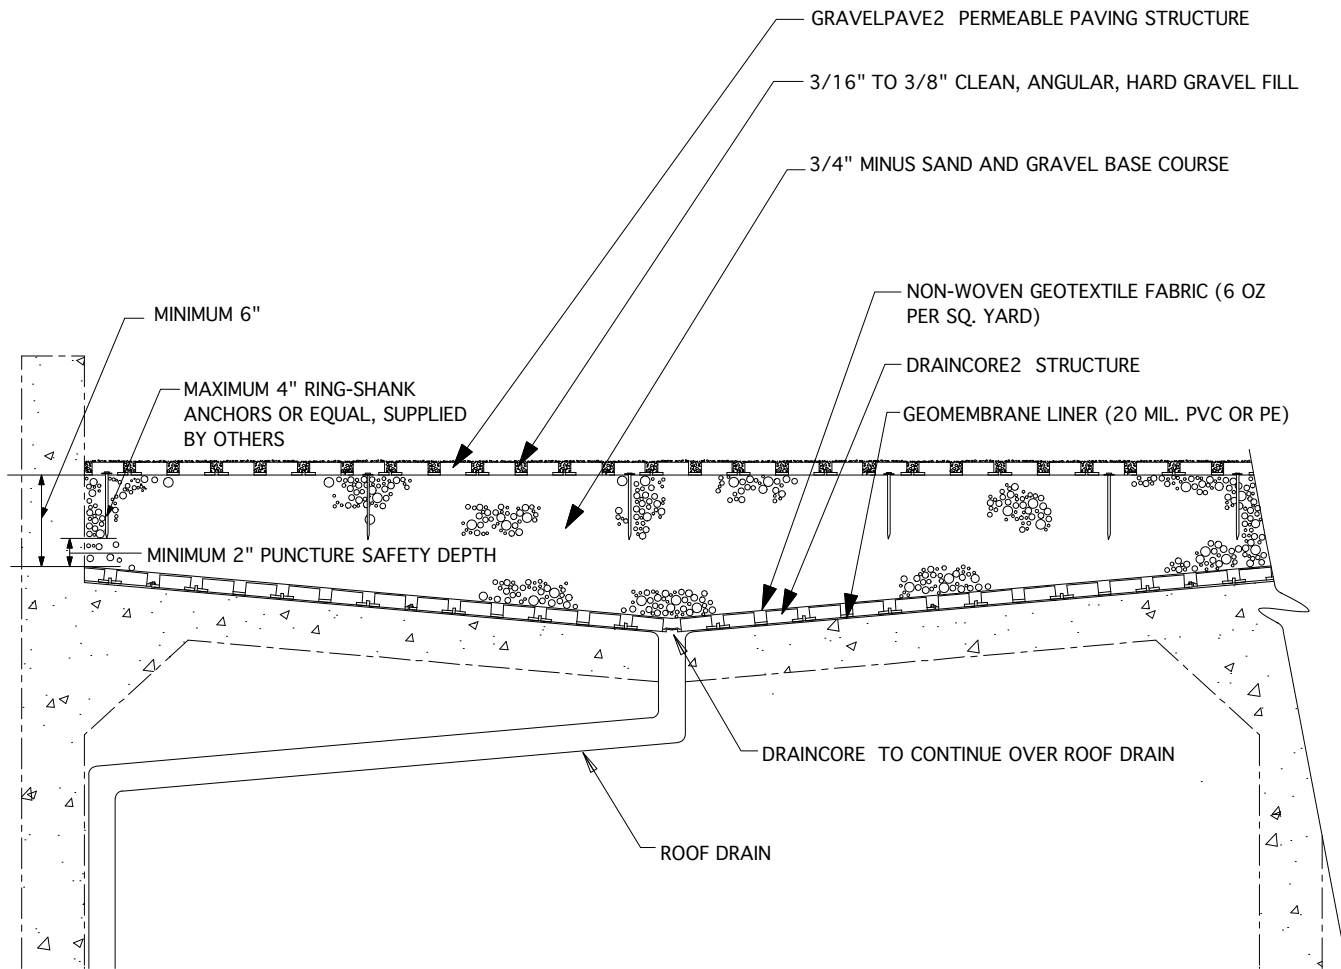 GRAVELPAVE2 PERMEABLE PAVING STRUCTURE
3/16" TO 3/8" CLEAN, ANGULAR, HARD GRAVEL FILL
3/4" MINUS SAND AND GRAVEL BASE COURSE
NON-WOVEN GEOTEXTILE FABRIC (6 OZ
PER SQ. YARD)
MINIMUM 6"
DRAINCORE2 STRUCTURE
MAXIMUM 4" RING-SHANK
ANCHORS OR EQUAL, SUPPLIED
BY OTHERS
GEOMEMBRANE LINER (20 MIL. PVC OR PE)
MINIMUM 2" PUNCTURE SAFETY DEPTH
DRAINCORE TO CONTINUE OVER ROOF DRAIN
ROOF DRAIN